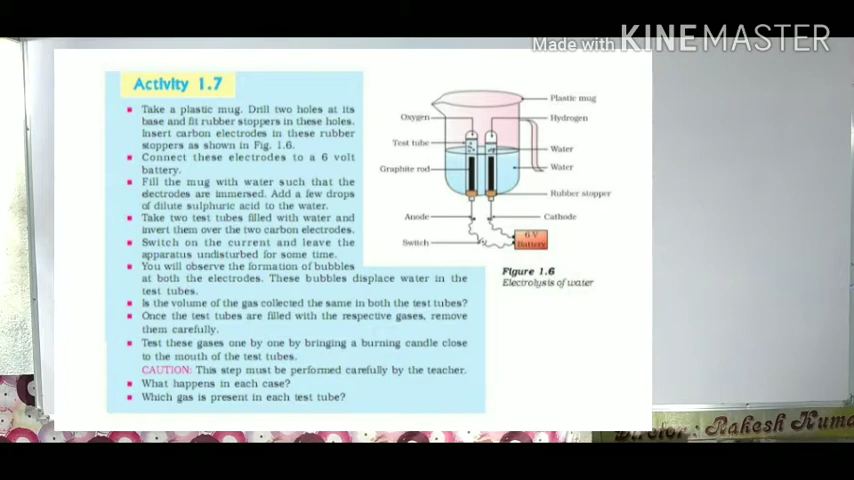 Made with KINEMASTER
Activity 1.7
Take a plastic mug. Drill two holes at its
base and fit rubber stoppers in these holes.
Insert carbon electrodes in these rubber
stoppers as shown in Fig. 1.6.
Connect these electrodes to a 6 volt
battery.
Fill the mug with water such that the
electrodes are immersed. Add a few drops
of dilute sulphuric acid to the water.
Take two test tubes filled with water and
invert them over the two carbon electrodes.
Switch on the current and leave the
apparatus undisturbed for some time.
You will observe the formation of bubbles
at both the electrodes. These bubbles displace water in the
test tubes.
Is the volume of the gas collected the same in both the test tubes?
Once the test tubes are filled with the respective gases, remove
them carefully.
Test these gases one by one by bringing a burning candle close
to the mouth of the test tubes.
CAUTION: This step must be performed carefully by the teacher.
What happens in each case?
Which gas is present in each test tube?
Plastic mug
Oxygen
Hydrogen
Test tube
Water
Graphite rod
Water
Rubber stopper
Anode
Cathode
Switch
6 V
Battery
Figure 1.6
Electrolysis of water
Director : Rakesh Kuma